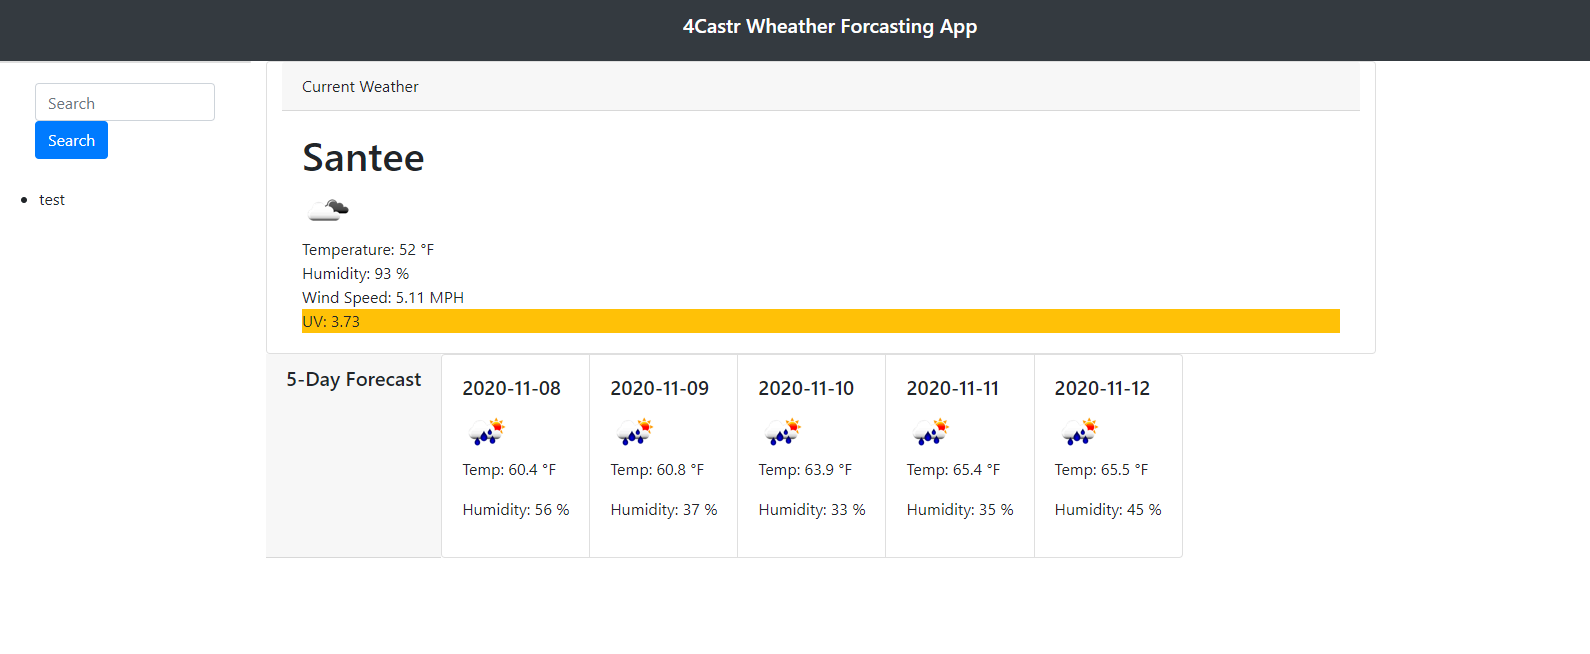 4Castr Wheather Forcasting App
Search
Search
test
Current Weather
Santee
Temperature: 52 °F
Humidity: 93 %
Wind Speed: 5.11 MPH
UV: 3.73
5-Day Forecast
2020-11-08
Temp: 60.4 °F
Humidity: 56 %
2020-11-09
Temp: 60.8 °F
Humidity: 37 %
2020-11-10
Temp: 63.9 °F
Humidity: 33 %
2020-11-11
Temp: 65.4 °F
Humidity: 35 %
2020-11-12
Temp: 65.5 °F
Humidity: 45 %